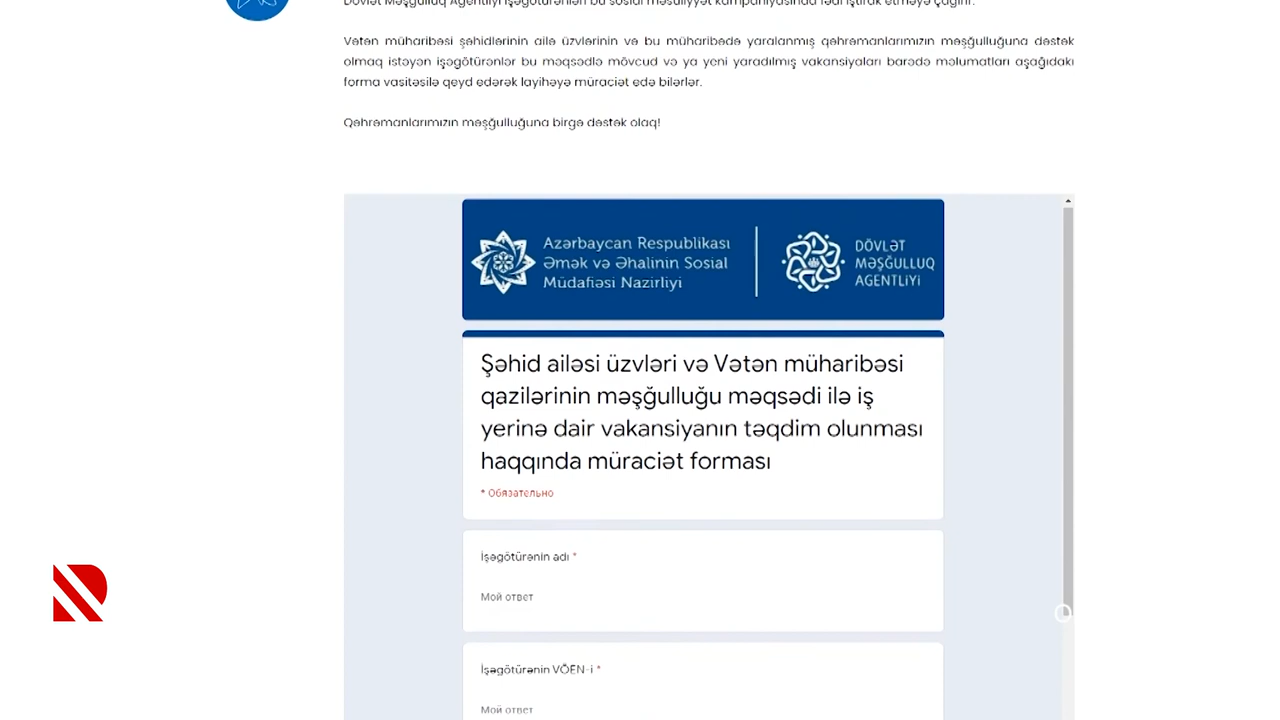 Dövlət Məşğulluq Agentliyi işəgötürənləri bu sosial məsuliyyət kampaniyasında fəal iştirak etməyə çağırır.
Vətən müharibəsi şəhidlərinin ailə üzvlərinin və bu müharibədə yaralanmış qəhrəmanlarımızın məşğulluğuna dəstək
olmaq istəyən işəgötürənlər bu məqsədlə mövcud və ya yeni yaradılmış vakansiyaları barədə məlumatları aşağıdakı
forma vasitəsilə qeyd edərək layihəyə müraciət edə bilərlər.
Qəhrəmanlarımızın məşğulluğuna birgə dəstək olaq!
Azərbaycan Respublikası
Əmək və Əhalinin Sosial
Müdafiəsi Nazirliyi
DÖVLƏT
MƏŞĞULLUQ
AGENTLİYİ
Şəhid ailəsi üzvləri və Vətən müharibəsi
qazilərinin məşğulluğu məqsədi ilə iş
yerinə dair vakansiyanın təqdim olunması
haqqında müraciət forması
* Обязательно
İşəgötürənin adı *
Мой ответ
İşəgötürənin VÖEN-i *
Мой ответ